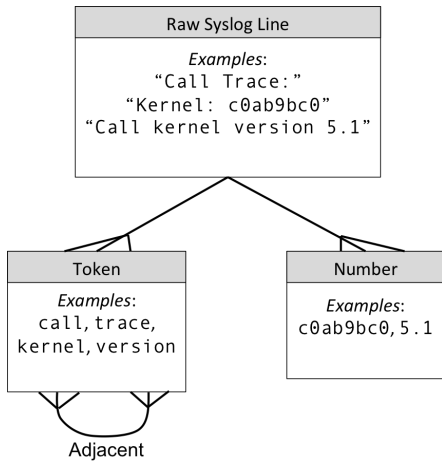 Raw Syslog Line
Examples:
“Call Trace:”
“Kernel: c0ab9bc0”
“Call kernel version 5.1”
Token
Examples:
call, trace,
kernel, version
Number
Examples:
c0ab9bc0, 5.1
Adjacent